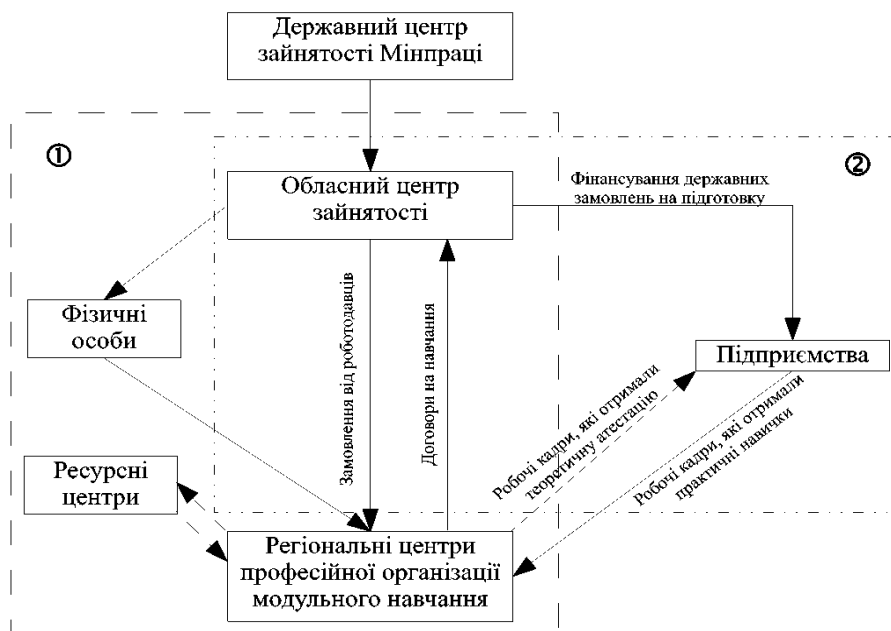 Державний центр
зайнятості Мінпраці
①
②
Обласний центр
зайнятості
Фінансування державних
замовлень на підготовку
Фізичні
особи
Замовлення від роботодавців
Договори на навчання
Підприємства
Робочі кадри, які отримали
теоретичну атестацію
Робочі кадри, які отримали
практичні навички
Ресурсні
центри
Регіональні центри
професійної організації
модульного навчання